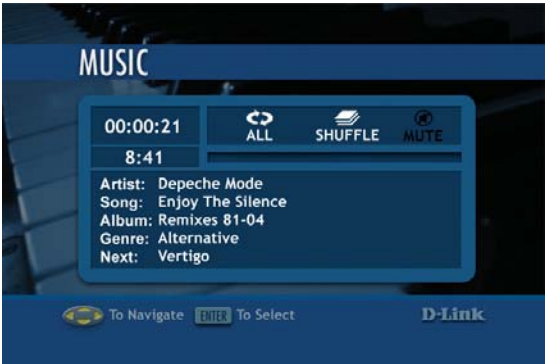 MUSIC
00:00:21
ALL
SHUFFLE
MUTE
8:41
Artist: Depeche Mode
Song: Enjoy The Silence
Album: Remixes 81-04
Genre: Alternative
Next: Vertigo
To Navigate ENTER To Select
D-Link